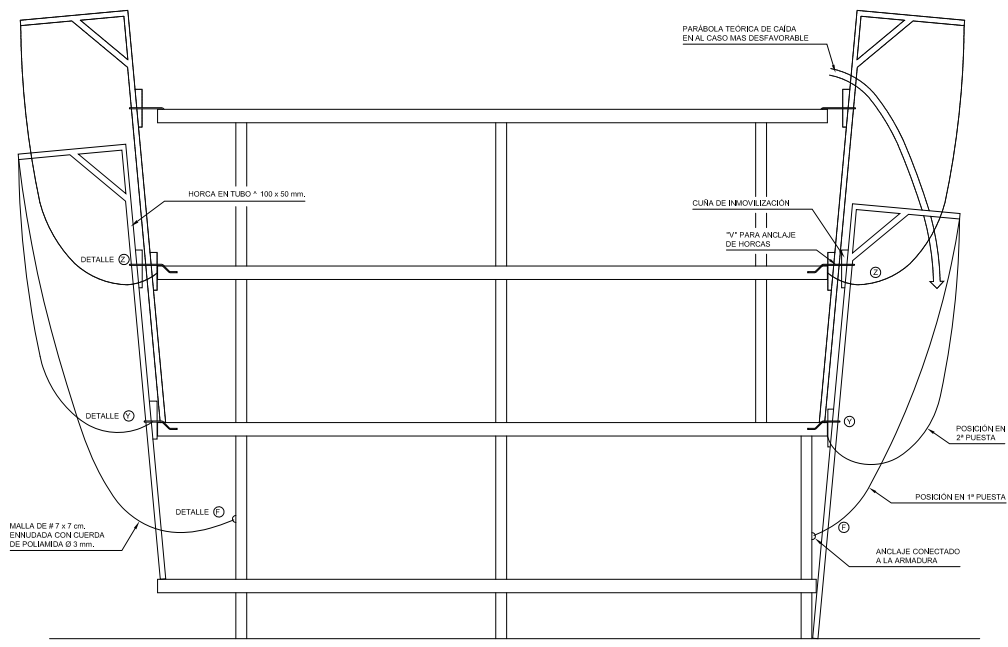 PARÁBOLA TEÓRICA DE CAÍDA
EN AL CASO MAS DESFAVORABLE
HORCA EN TUBO ^ 100 x 50 mm.
CUÑA DE INMOVILIZACIÓN
"V" PARA ANCLAJE
DE HORCAS
DETALLE Z
Z
DETALLE Y
Y
POSICIÓN EN
2ª PUESTA
POSICIÓN EN 1ª PUESTA
DETALLE F
F
MALLA DE # 7 x 7 cm.
ENNUDADA CON CUERDA
DE POLIAMIDA Ø 3 mm.
ANCLAJE CONECTADO
A LA ARMADURA